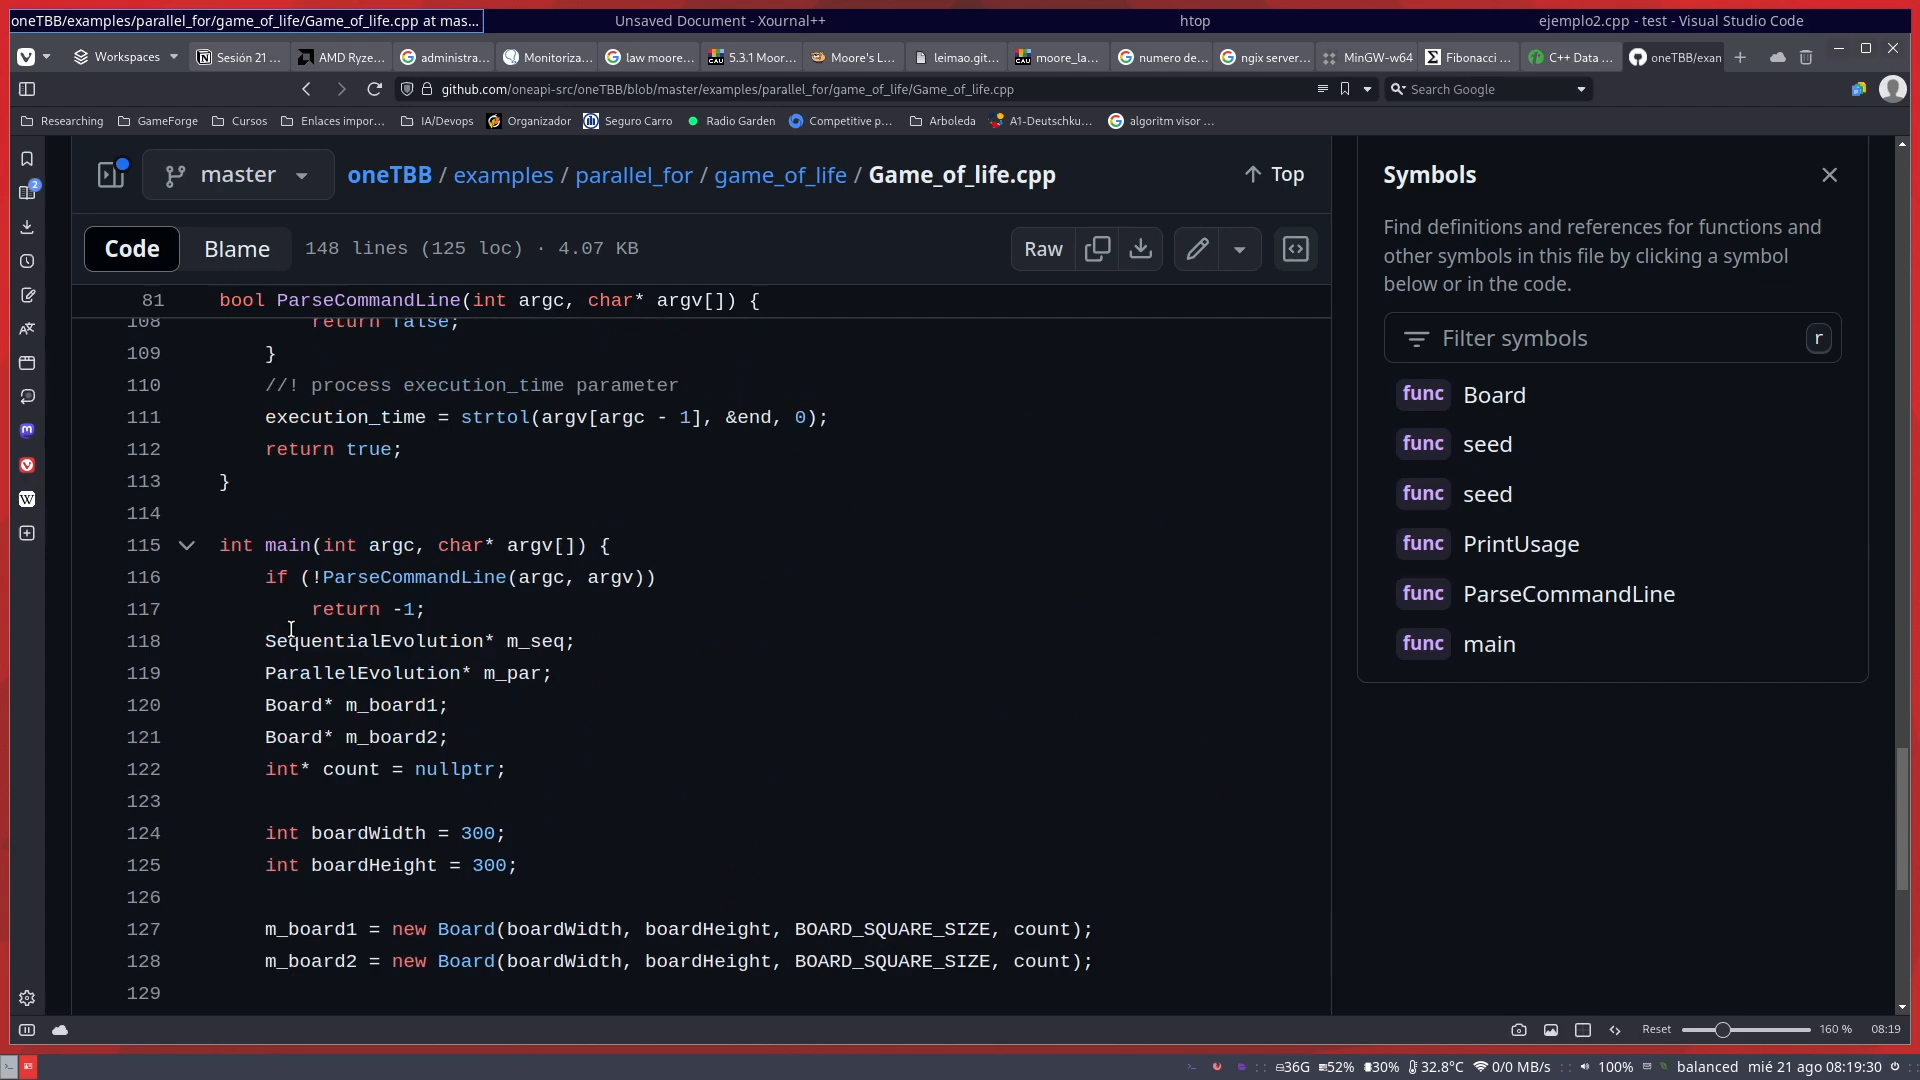 oneTBB/examples/parallel_for/game_of_life/Game_of_life.cpp at mas...
Unsaved Document - Xournal++
htop
ejemplo2.cpp - test - Visual Studio Code
Workspaces
Sesión 21 ...
AMD Ryze...
administra...
Monitoriza...
law moore...
5.3.1 Moor...
Moore's L...
leimao.git...
moore_la...
numero de...
ngix server...
MinGW-w64
Fibonacci ...
C++ Data ...
oneTBB/exan
github.com/oneapi-src/oneTBB/blob/master/examples/parallel_for/game_of_life/Game_of_life.cpp
Search Google
Researching
GameForge
Cursos
Enlaces impor...
IA/Devops
Organizador
Seguro Carro
Radio Garden
Competitive p...
Arboleda
A1-Deutschku...
algoritm visor ...
2
master
oneTBB / examples / parallel_for / game_of_life / Game_of_life.cpp
Top
Code
Blame
148 lines (125 loc) · 4.07 KB
Raw
81 bool ParseCommandLine(int argc, char* argv[]) {
108 return false;
109 }
110 //! process execution_time parameter
111 execution_time = strtol(argv[argc - 1], &end, 0);
112 return true;
113 }
114
115 int main(int argc, char* argv[]) {
116 if (!ParseCommandLine(argc, argv))
117 return -1;
118 SequentialEvolution* m_seq;
119 ParallelEvolution* m_par;
120 Board* m_board1;
121 Board* m_board2;
122 int* count = nullptr;
123
124 int boardWidth = 300;
125 int boardHeight = 300;
126
127 m_board1 = new Board(boardWidth, boardHeight, BOARD_SQUARE_SIZE, count);
128 m_board2 = new Board(boardWidth, boardHeight, BOARD_SQUARE_SIZE, count);
129
Symbols
Find definitions and references for functions and
other symbols in this file by clicking a symbol
below or in the code.
Filter symbols
r
func Board
func seed
func seed
func PrintUsage
func ParseCommandLine
func main
Reset
160 %
08:19
36G
52%
30%
32.8°C
0/0 MB/s
100%
balanced
mié 21 ago 08:19:30